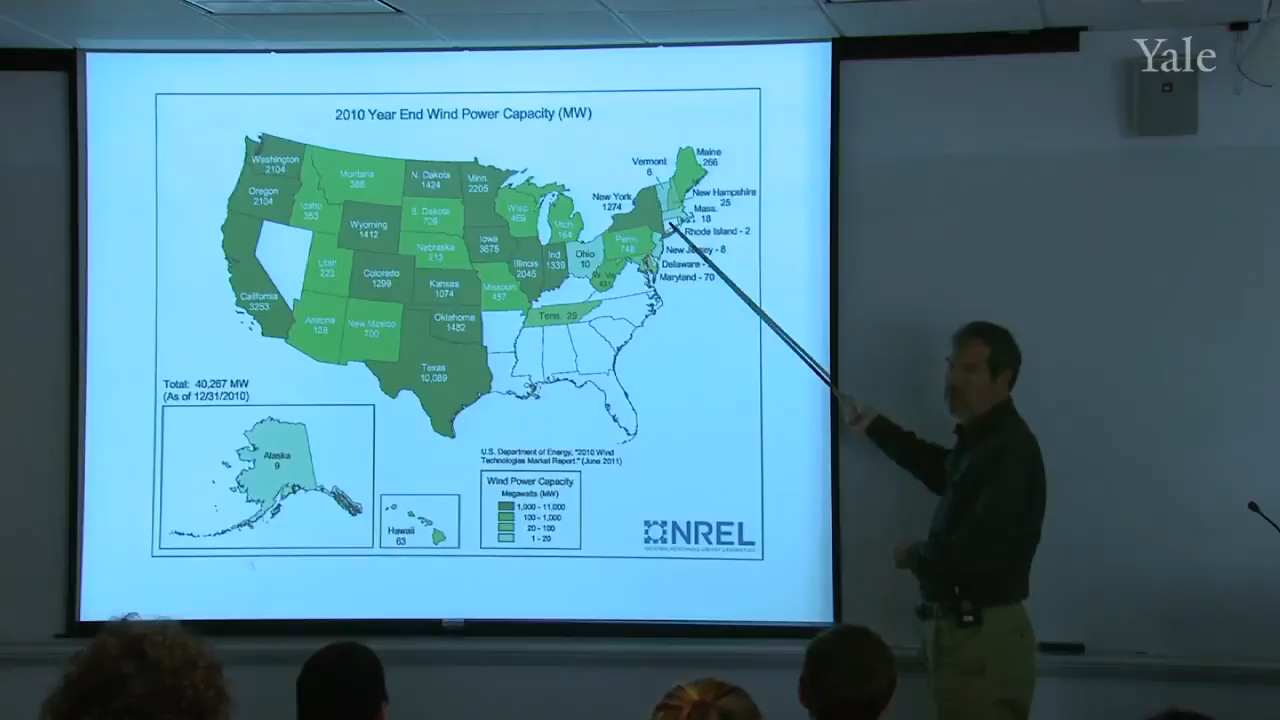 Yale
2010 Year End Wind Power Capacity (MW)
Washington
2104
Oregon
2104
California
3253
Idaho
353
Montana
386
Wyoming
1412
Utah
223
Colorado
1299
Arizona
128
New Mexico
700
N. Dakota
1424
S. Dakota
709
Nebraska
213
Kansas
1074
Oklahoma
1482
Texas
10,089
Minn.
2205
Iowa
3675
Missouri
457
Wisc
469
Illinois
2045
Mich
164
Ind
1339
Ohio
10
Tenn. 29
Penn.
748
New York
1274
Vermont
6
Maine
266
New Hampshire
25
Mass.
18
Rhode Island - 2
New Jersey - 8
Delaware -
Maryland - 70
Total: 40,267 MW
(As of 12/31/2010)
Alaska
9
Hawaii
63
U.S. Department of Energy, "2010 Wind
Technologies Market Report." (June 2011)
Wind Power Capacity
Megawatts (MW)
1,000 - 11,000
100 - 1,000
20 - 100
1 - 20
NREL
NATIONAL RENEWABLE ENERGY LABORATORY